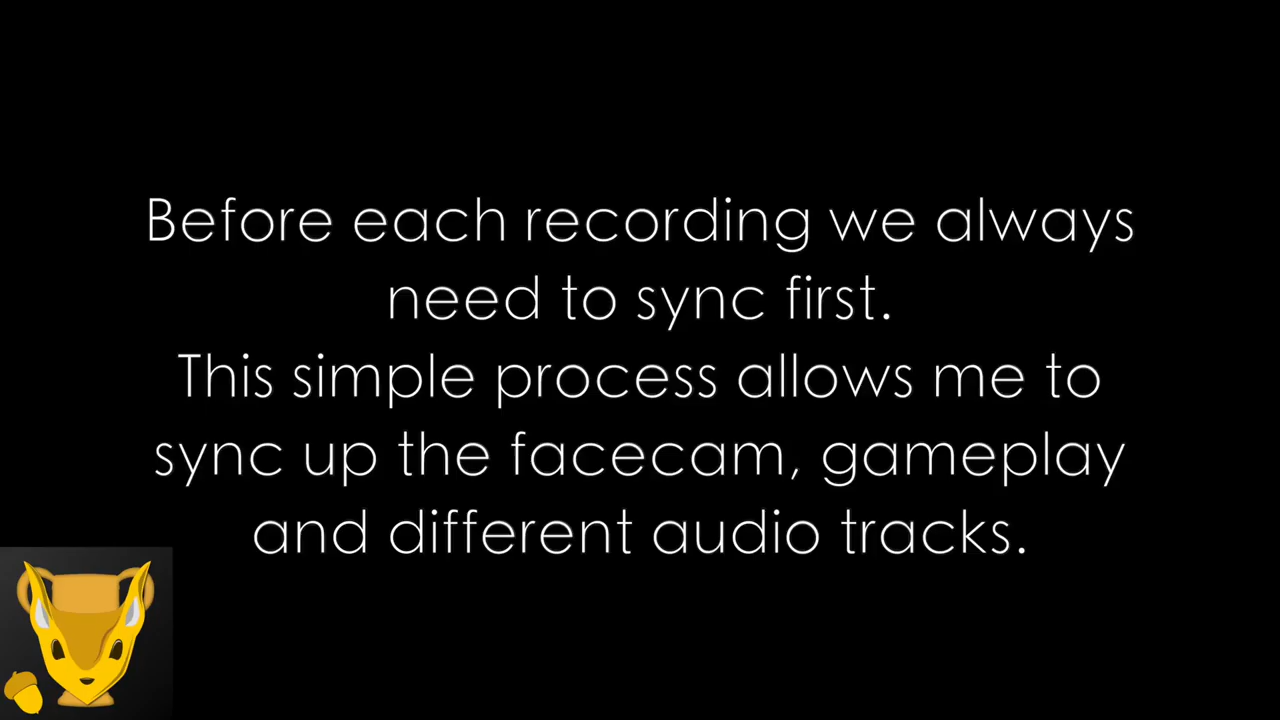 Before each recording we always
need to sync first.
This simple process allows me to
sync up the facecam, gameplay
and different audio tracks.